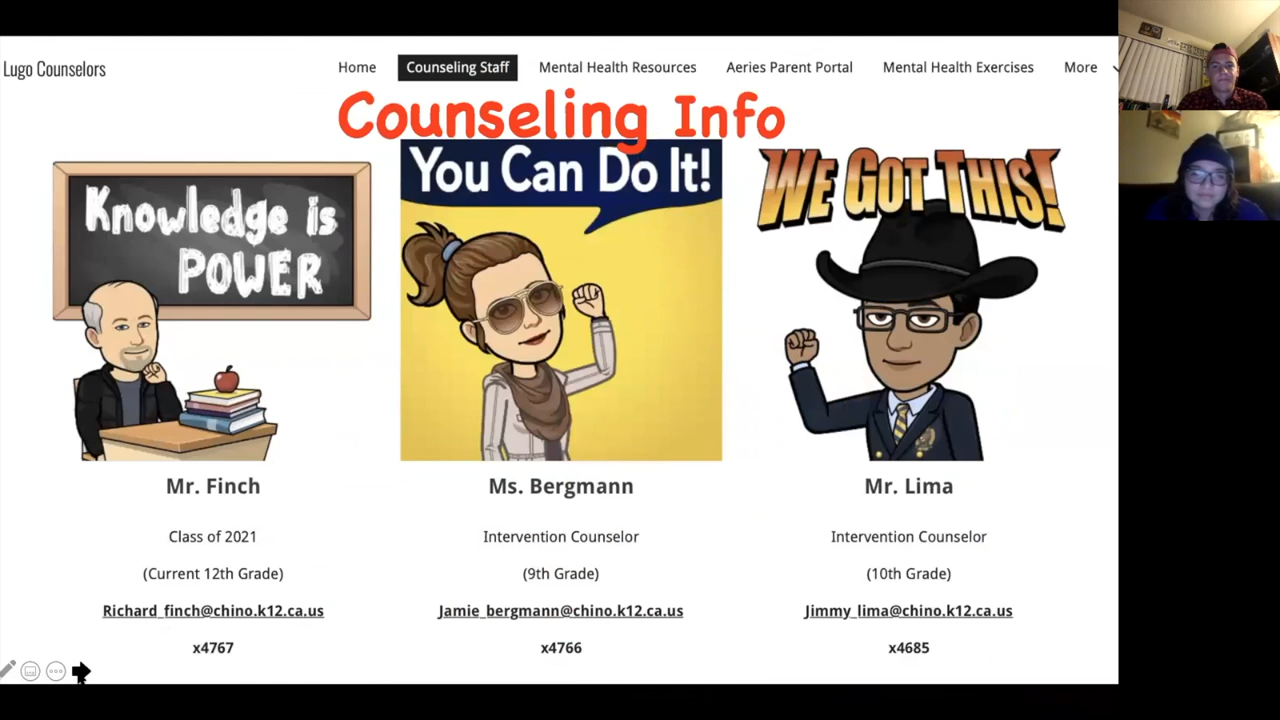 Lugo Counselors
Home Counseling Staff Mental Health Resources Aeries Parent Portal Mental Health Exercises More
Counseling Info
Knowledge is
POWER
You Can Do It!
WE GOT THIS!
Mr. Finch
Class of 2021
(Current 12th Grade)
Richard_finch@chino.k12.ca.us
x4767
Ms. Bergmann
Intervention Counselor
(9th Grade)
Jamie_bergmann@chino.k12.ca.us
x4766
Mr. Lima
Intervention Counselor
(10th Grade)
Jimmy_lima@chino.k12.ca.us
x4685